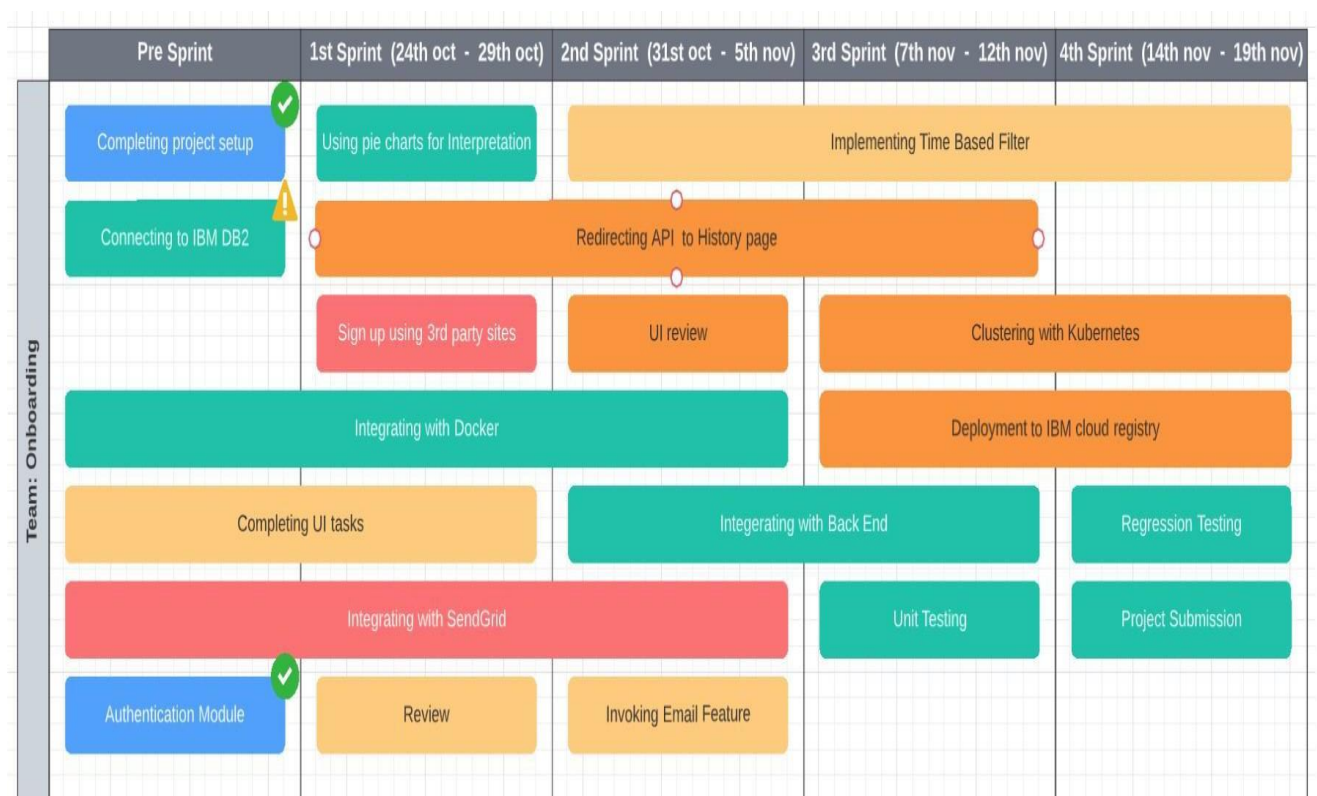 Pre Sprint
1st Sprint (24th oct - 29th oct)
2nd Sprint (31st oct - 5th nov)
3rd Sprint (7th nov - 12th nov)
4th Sprint (14th nov - 19th nov)
Team: Onboarding
Completing project setup
Using pie charts for Interpretation
Implementing Time Based Filter
Connecting to IBM DB2
Redirecting API to History page
Sign up using 3rd party sites
UI review
Clustering with Kubernetes
Integrating with Docker
Deployment to IBM cloud registry
Completing UI tasks
Integerating with Back End
Regression Testing
Integrating with SendGrid
Unit Testing
Project Submission
Authentication Module
Review
Invoking Email Feature